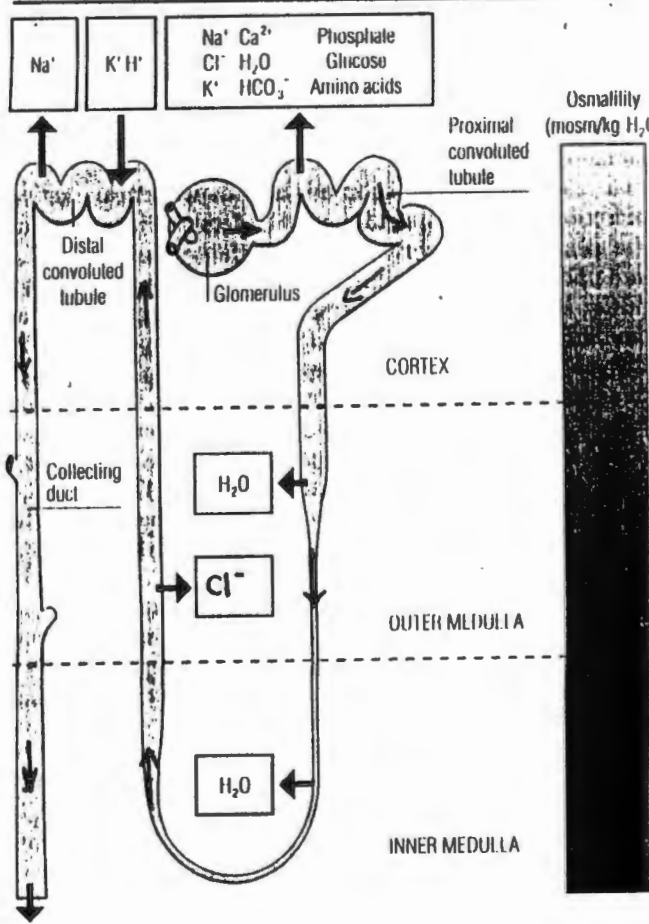 Na⁺
K⁺ H⁺
Na⁺ Ca²⁺ Phosphate
Cl⁻ H₂O Glucose
K⁺ HCO₃⁻ Amino acids
Osmalility
(mosm/kg H₂O
Proximal
convoluted
tubule
Distal
convoluted
tubule
Glomerulus
CORTEX
Collecting
duct
H₂O
Cl⁻
OUTER MEDULLA
H₂O
INNER MEDULLA